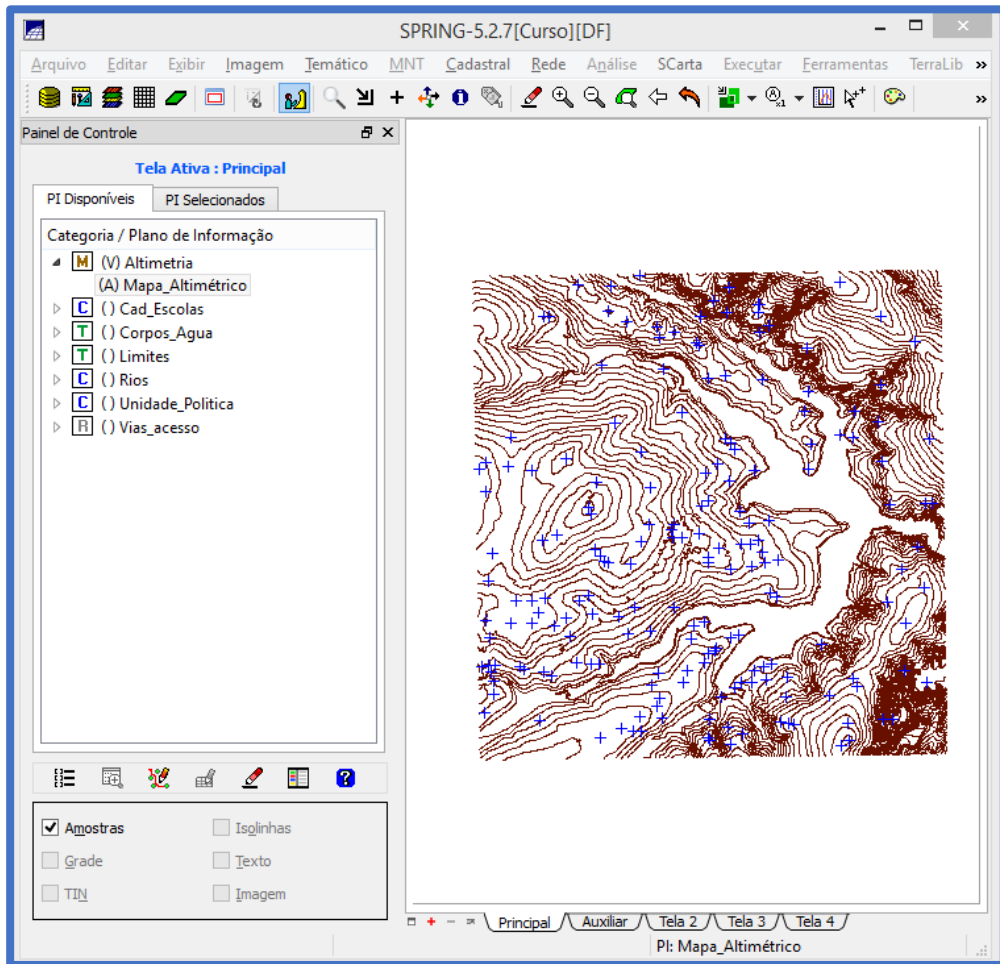 SPRING-5.2.7[Curso][DF]
Arquivo Editar Exibir Imagem Temático MNT Cadastral Rede Análise SCarta Executar Ferramentas TerraLib »
Painel de Controle
Tela Ativa : Principal
PI Disponíveis PI Selecionados
Categoria / Plano de Informação
M (V) Altimetria
(A) Mapa_Altimétrico
C ( ) Cad_Escolas
T ( ) Corpos_Agua
T ( ) Limites
C ( ) Rios
C ( ) Unidade_Politica
R ( ) Vias_acesso
Amostras Isolinhas
Grade Texto
TIN Imagem
Principal Auxiliar Tela 2 Tela 3 Tela 4
PI: Mapa_Altimétrico